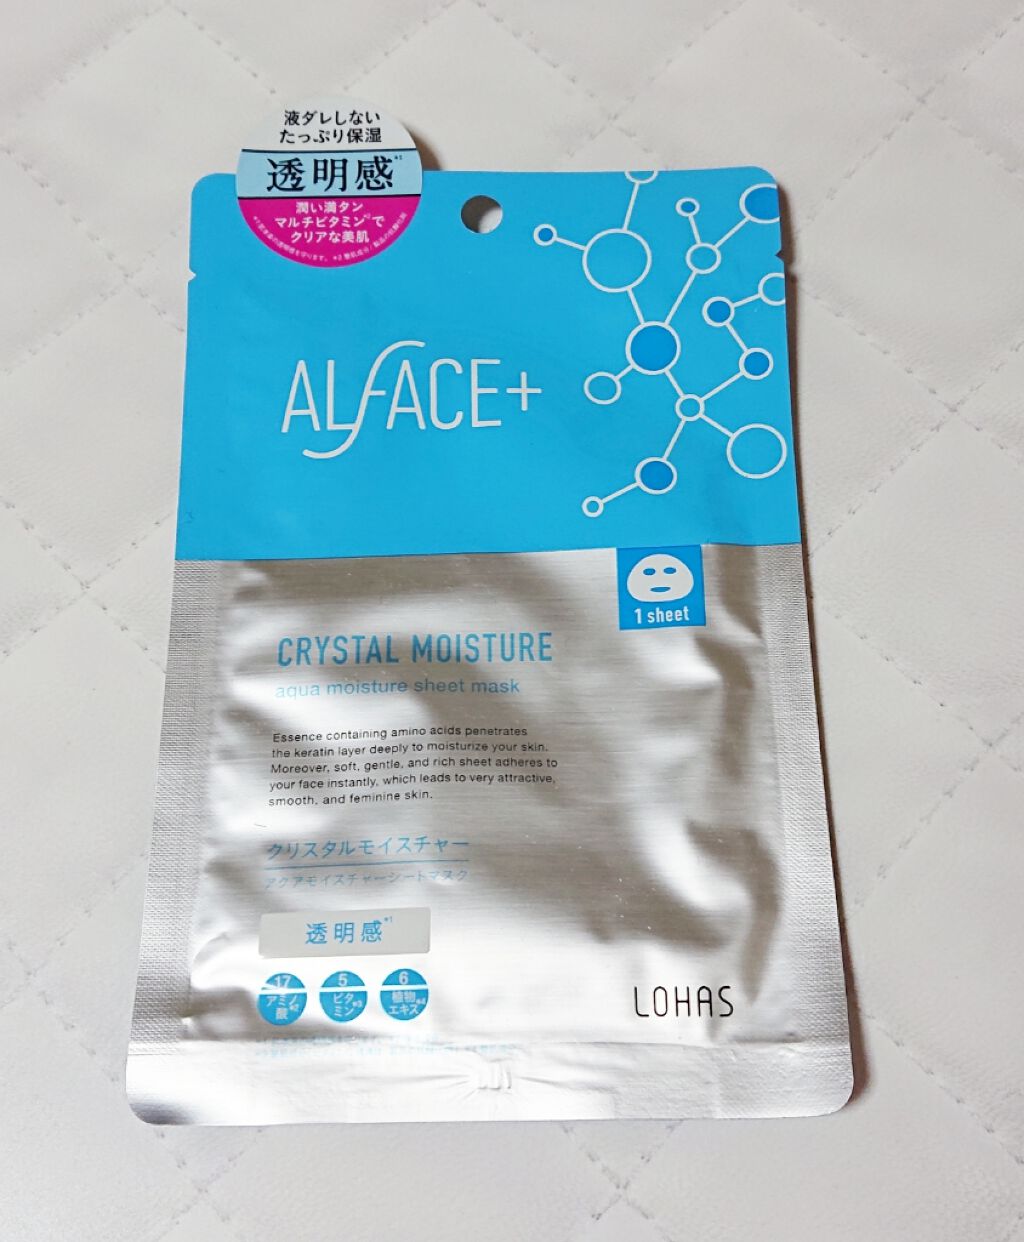 液ダレしない
たっぷり保湿
透明感*1
潤い満タン
マルチビタミン*2で
クリアな美肌
ALFACE+
1 sheet
CRYSTAL MOISTURE
aqua moisture sheet mask
Essence containing amino acids penetrates
the keratin layer deeply to moisturize your skin.
Moreover, soft, gentle, and rich sheet adheres to
your face instantly, which leads to very attractive,
smooth, and feminine skin.
クリスタルモイスチャー
アクアモイスチャーシートマスク
透明感*1
17
アミノ
酸*2
5
ビタ
ミン*3
6
植物*4
エキス
LOHAS